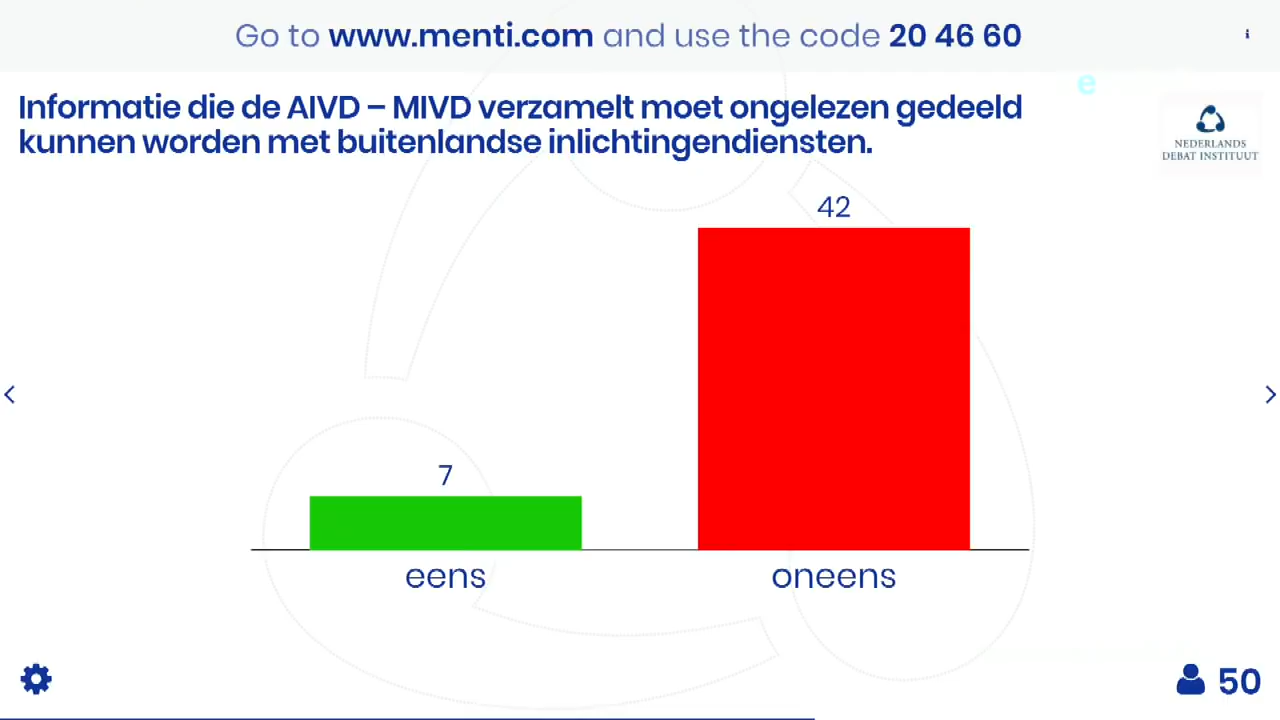 Go to www.menti.com and use the code 20 46 60
i
e
Informatie die de AIVD – MIVD verzamelt moet ongelezen gedeeld
kunnen worden met buitenlandse inlichtingendiensten.
NEDERLANDS
DEBAT INSTITUUT
42
7
eens
oneens
50